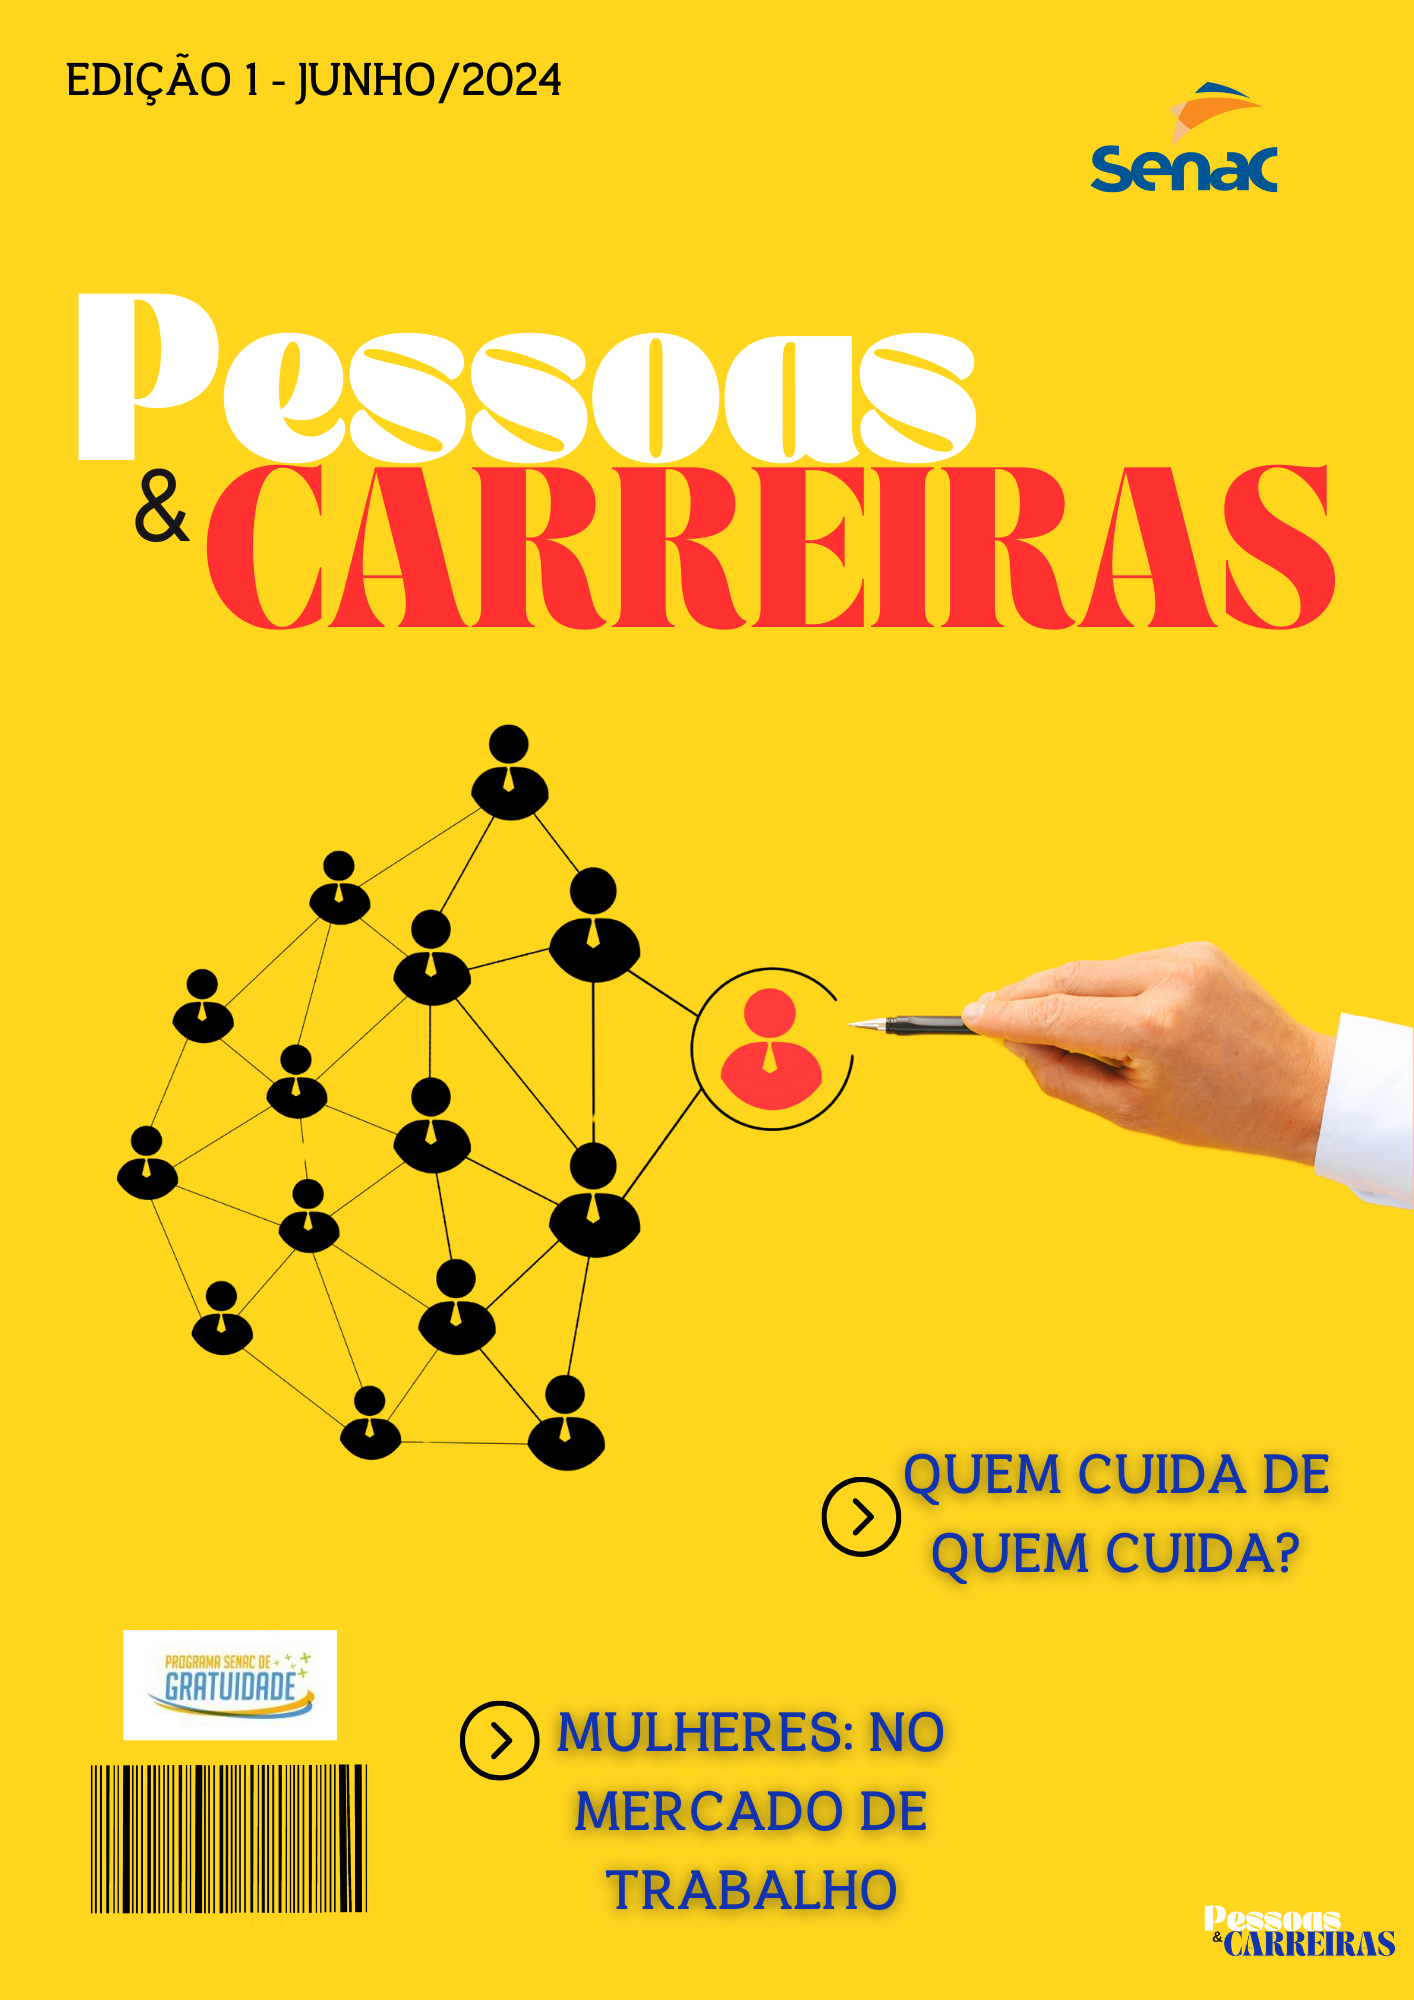 EDIÇÃO 1 - JUNHO/2024
Senac
Pessoas
& CARREIRAS
QUEM CUIDA DE
QUEM CUIDA?
PROGRAMA SENAC DE
GRATUIDADE
MULHERES: NO
MERCADO DE
TRABALHO
Pessoas
& CARREIRAS